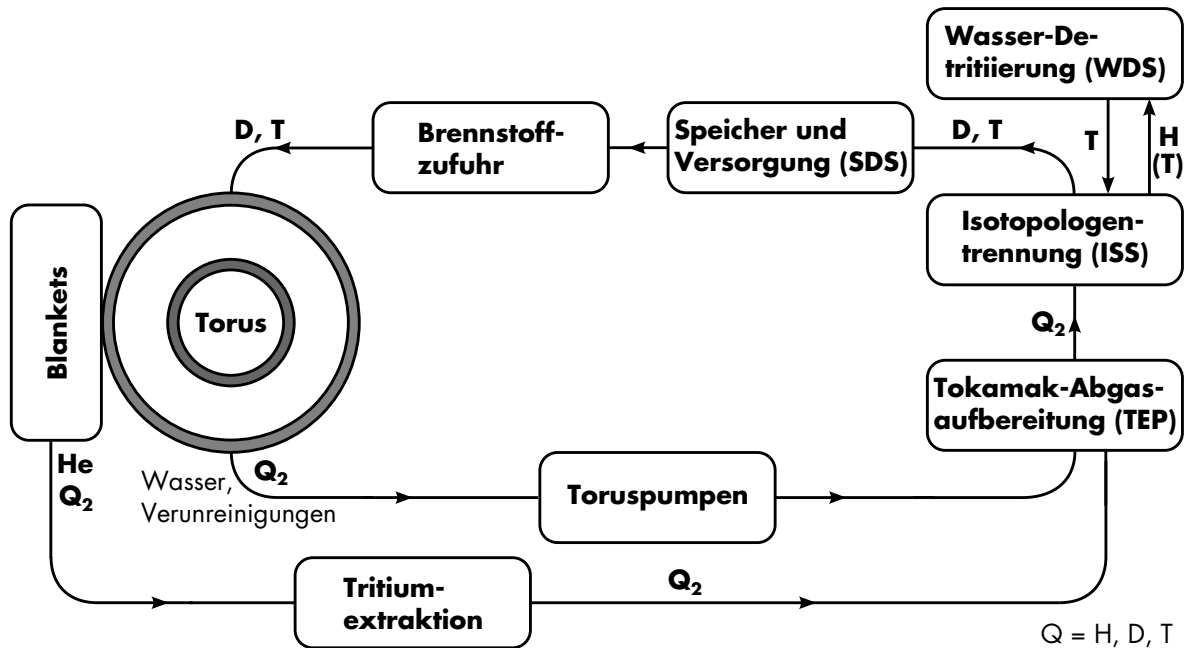 Wasser-De-
tritiierung (WDS)
D, T
Brennstoff-
zufuhr
Speicher und
Versorgung (SDS)
D, T
T
H
(T)
Isotopologen-
trennung (ISS)
Blankets
Torus
Q₂
Tokamak-Abgas-
aufbereitung (TEP)
He
Q₂
Wasser,
Verunreinigungen
Q₂
Toruspumpen
Tritium-
extraktion
Q₂
Q = H, D, T